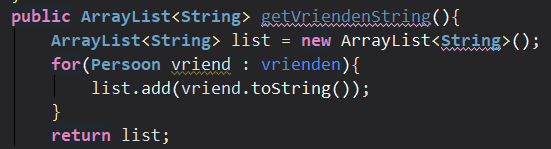 public ArrayList<String> getVriendenString(){
ArrayList<String> list = new ArrayList<String>();
for(Persoon vriend : vrienden){
list.add(vriend.toString());
}
return list;